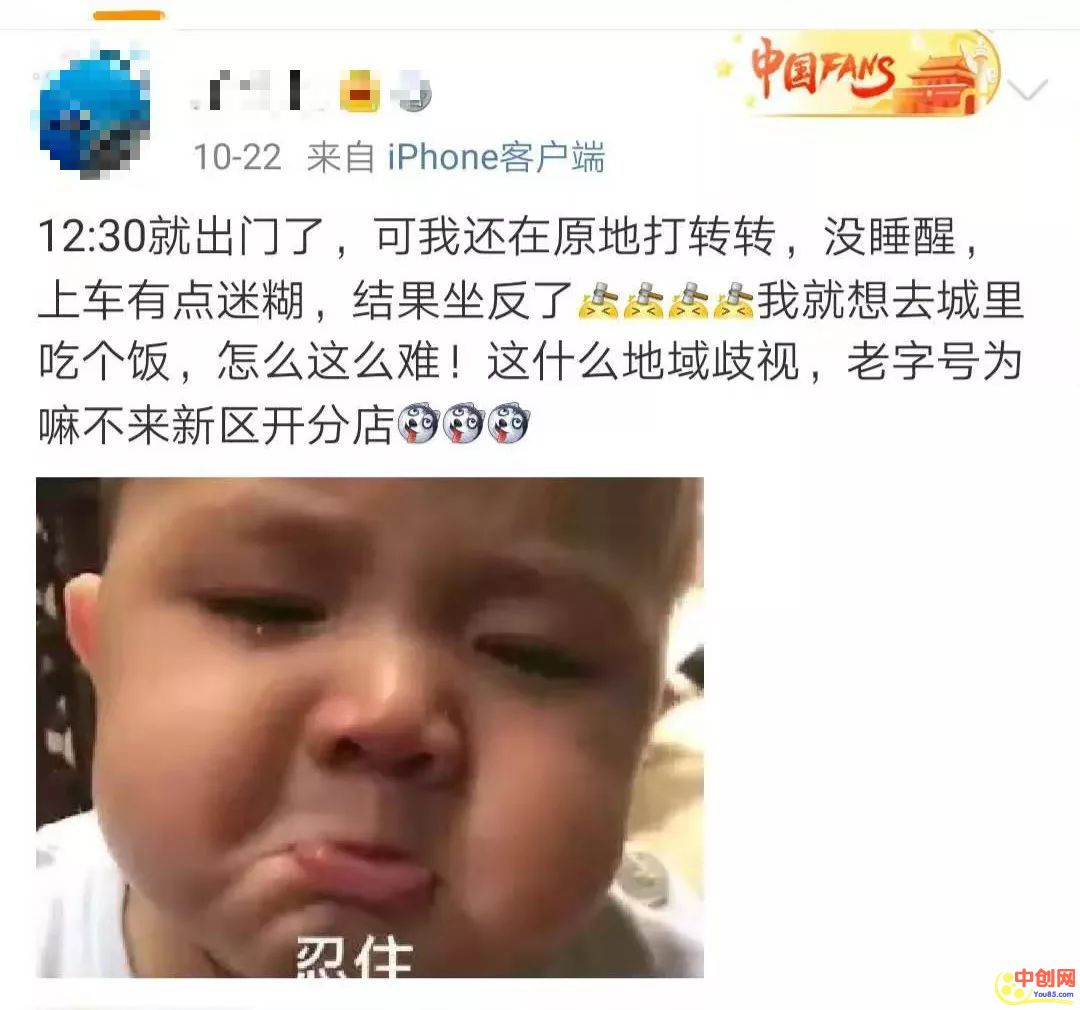 中国FANS
10-22 来自 iPhone客户端
12:30就出门了，可我还在原地打转转，没睡醒，
上车有点迷糊，结果坐反了我就想去城里
吃个饭，怎么这么难！这什么地域歧视，老字号为
嘛不来新区开分店
忍住
中创网
You85.com